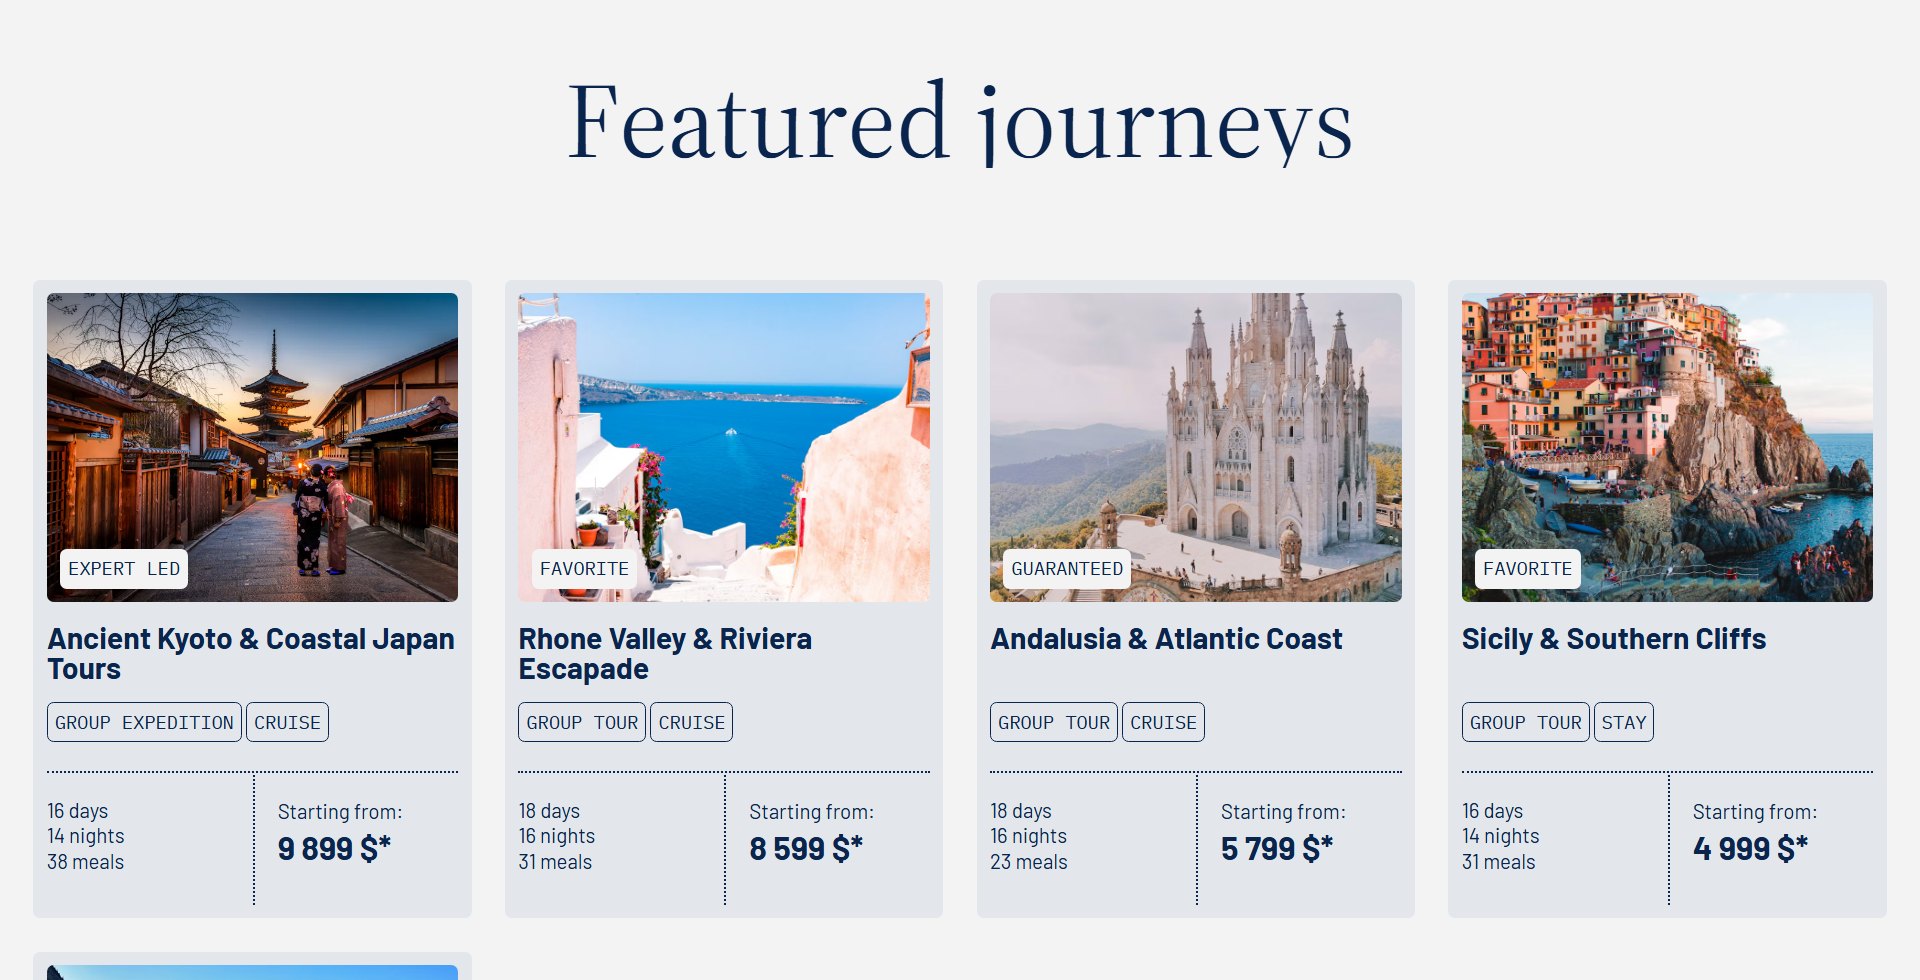 Featured journeys
EXPERT LED
Ancient Kyoto & Coastal Japan
Tours
GROUP EXPEDITION CRUISE
16 days
14 nights
38 meals
Starting from:
9 899 $*
FAVORITE
Rhone Valley & Riviera
Escapade
GROUP TOUR CRUISE
18 days
16 nights
31 meals
Starting from:
8 599 $*
GUARANTEED
Andalusia & Atlantic Coast
GROUP TOUR CRUISE
18 days
16 nights
23 meals
Starting from:
5 799 $*
FAVORITE
Sicily & Southern Cliffs
GROUP TOUR STAY
16 days
14 nights
31 meals
Starting from:
4 999 $*